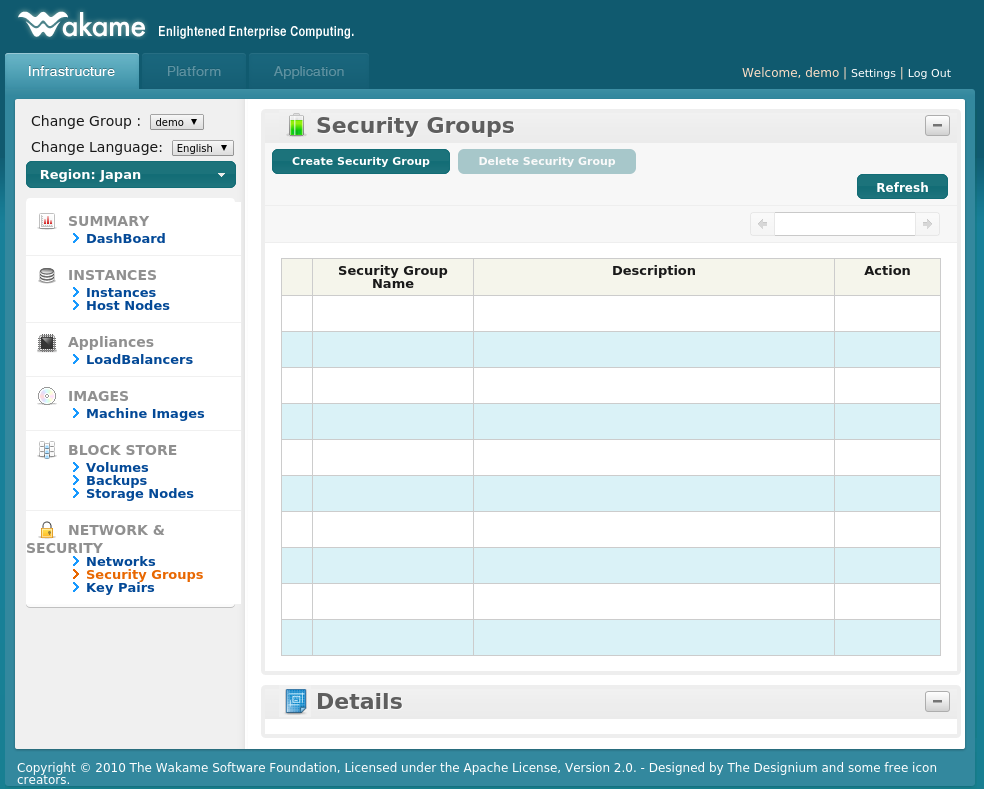 Wakame Enlightened Enterprise Computing.
Infrastructure Platform Application
Welcome, demo | Settings | Log Out
Change Group : demo
Change Language: English
Region: Japan
SUMMARY
DashBoard
INSTANCES
Instances
Host Nodes
Appliances
LoadBalancers
IMAGES
Machine Images
BLOCK STORE
Volumes
Backups
Storage Nodes
NETWORK &
SECURITY
Networks
Security Groups
Key Pairs
Security Groups
Create Security Group Delete Security Group
Refresh
Security Group Description Action
Name
Details
Copyright © 2010 The Wakame Software Foundation, Licensed under the Apache License, Version 2.0. - Designed by The Designium and some free icon
creators.